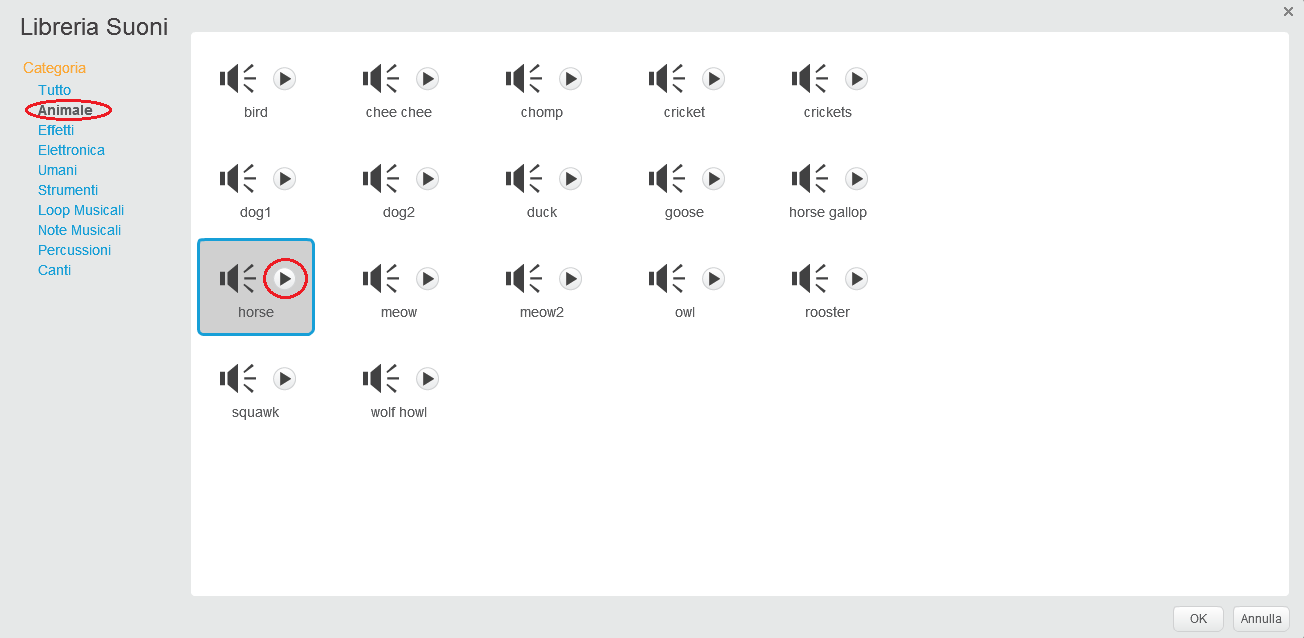 Libreria Suoni
Categoria
Tutto
Animale
Effetti
Elettronica
Umani
Strumenti
Loop Musicali
Note Musicali
Percussioni
Canti
bird chee chee chomp cricket crickets
dog1 dog2 duck goose horse gallop
horse meow meow2 owl rooster
squawk wolf howl
OK Annulla